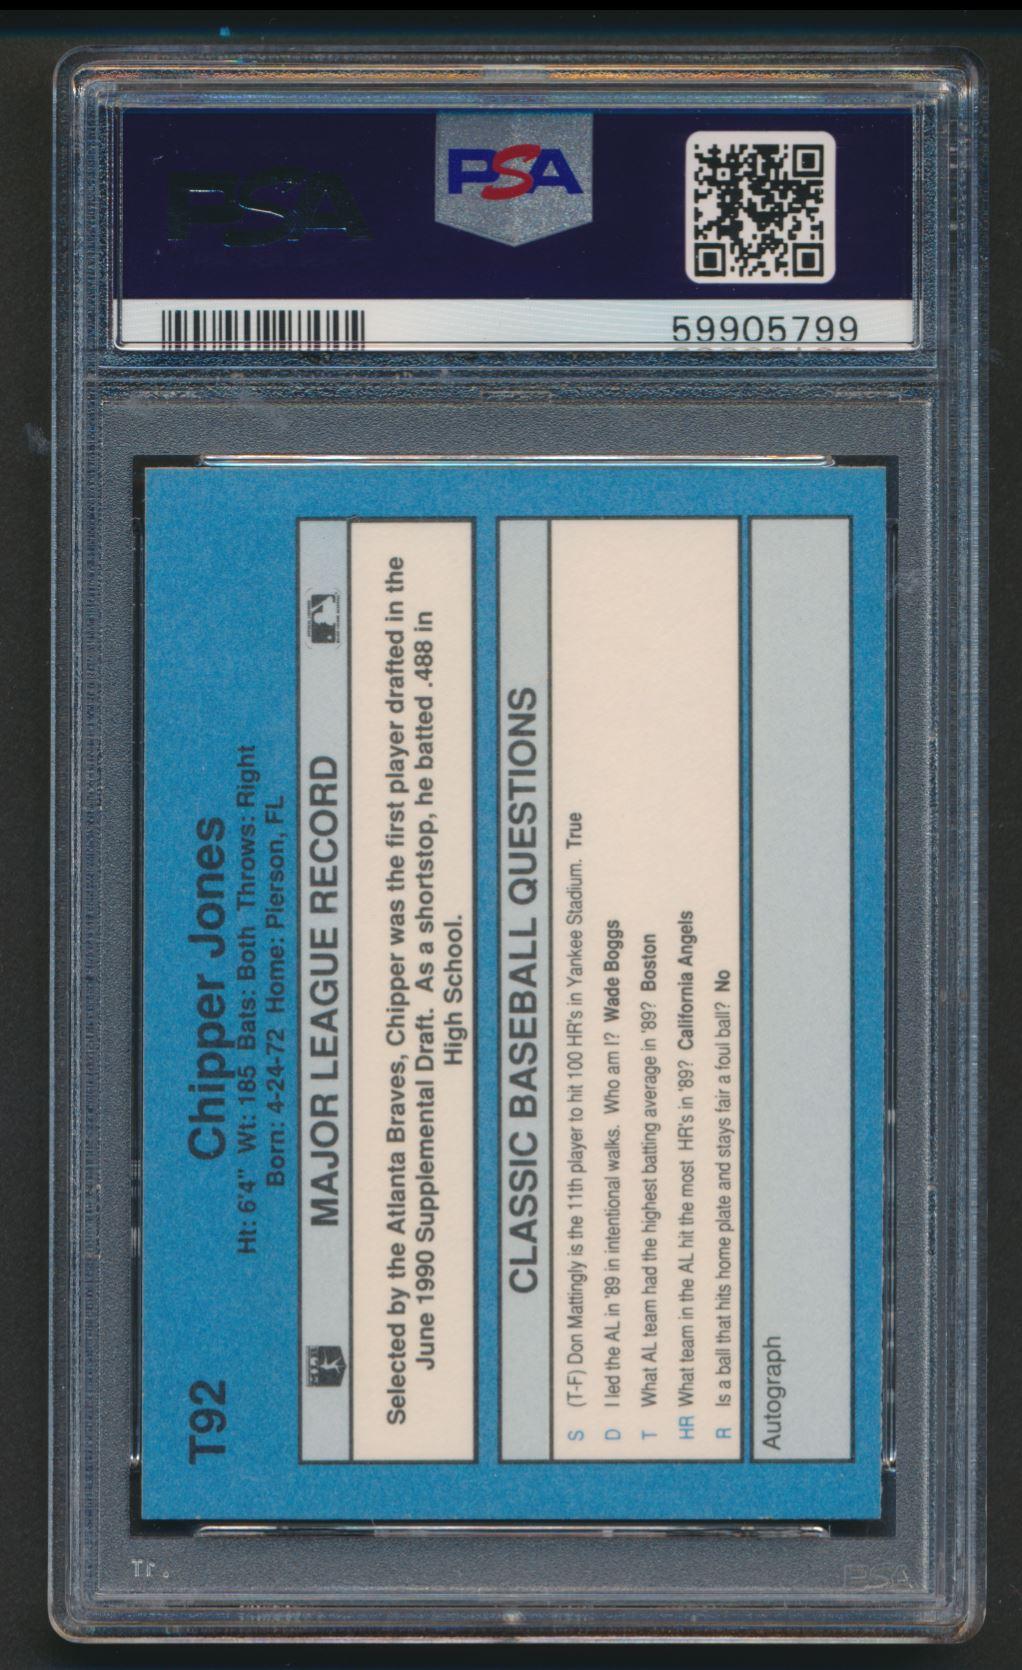 PSA
PSA
59905799
T92
Chipper Jones
Ht: 6'4" Wt: 185 Bats: Both Throws: Right
Born: 4-24-72 Home: Pierson, FL
MAJOR LEAGUE RECORD
Selected by the Atlanta Braves, Chipper was the first player drafted in the
June 1990 Supplemental Draft. As a shortstop, he batted .488 in
High School.
CLASSIC BASEBALL QUESTIONS
S (T-F) Don Mattingly is the 11th player to hit 100 HR's in Yankee Stadium. True
D I led the AL in '89 in intentional walks. Who am I? Wade Boggs
T What AL team had the highest batting average in '89? Boston
HR What team in the AL hit the most HR's in '89? California Angels
R Is a ball that hits home plate and stays fair a foul ball? No
Autograph
PSA